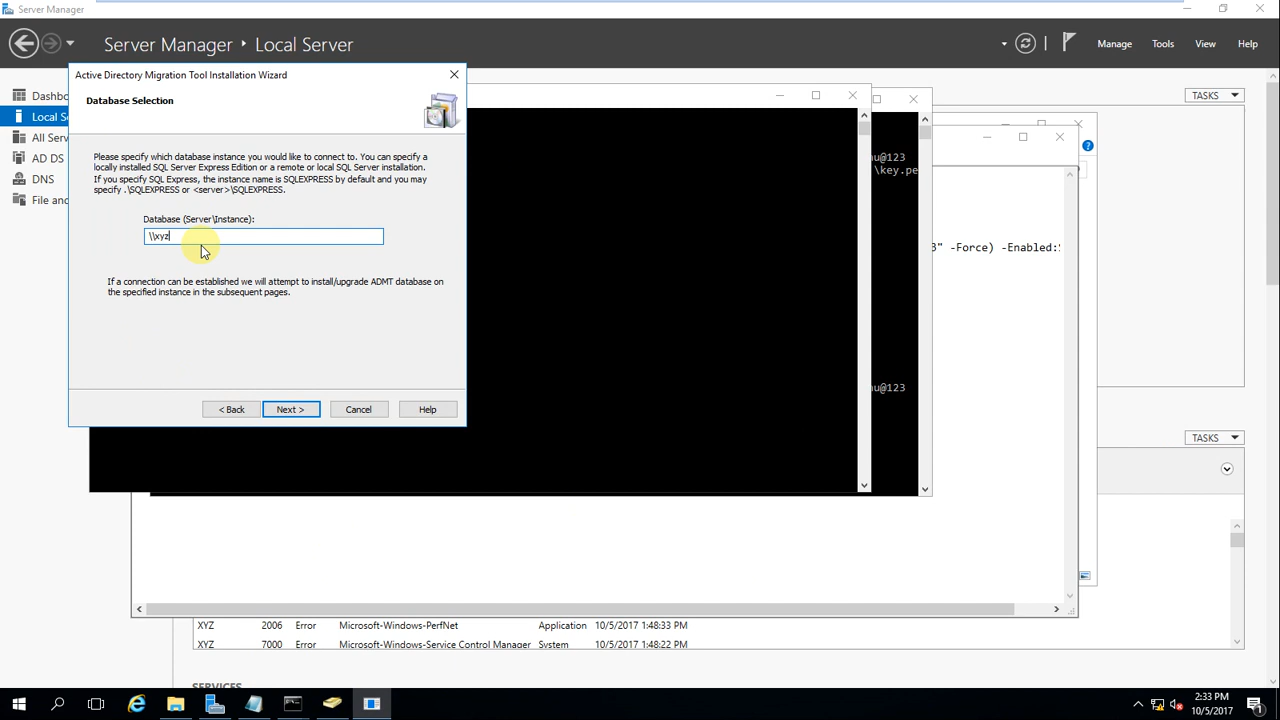 Server Manager
Server Manager ‣ Local Server
Manage
Tools
View
Help
Active Directory Migration Tool Installation Wizard
Database Selection
Dashbo
Local S
All Serv
AD DS
DNS
File and
TASKS
Please specify which database instance you would like to connect to. You can specify a
locally installed SQL Server Express Edition or a remote or local SQL Server installation.
If you specify SQL Express, the instance name is SQLEXPRESS by default and you may
specify .\SQLEXPRESS or <server>\SQLEXPRESS.
Database (Server\Instance):
\\xyz
If a connection can be established we will attempt to install/upgrade ADMT database on
the specified instance in the subsequent pages.
< Back
Next >
Cancel
Help
u@123
\key.pe
3" -Force) -Enabled:
u@123
TASKS
XYZ 2006 Error Microsoft-Windows-PerfNet Application 10/5/2017 1:48:33 PM
XYZ 7000 Error Microsoft-Windows-Service Control Manager System 10/5/2017 1:48:22 PM
SERVICES
2:33 PM
10/5/2017
1